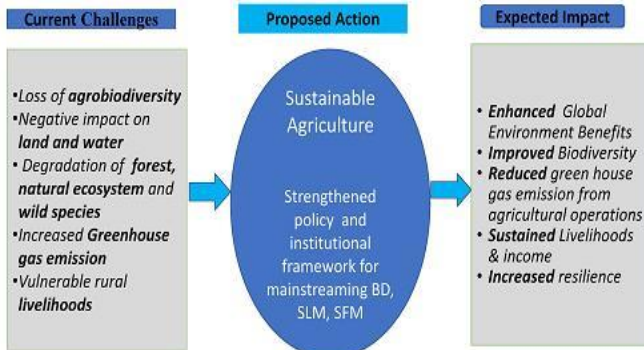 Current Challenges
•Loss of agrobiodiversity
•Negative impact on
land and water
• Degradation of forest,
natural ecosystem and
wild species
•Increased Greenhouse
gas emission
•Vulnerable rural
livelihoods
Proposed Action
Sustainable
Agriculture
Strengthened
policy and
institutional
framework for
mainstreaming BD,
SLM, SFM
Expected Impact
• Enhanced Global
Environment Benefits
• Improved Biodiversity
• Reduced green house
gas emission from
agricultural operations
• Sustained Livelihoods
& income
• Increased resilience